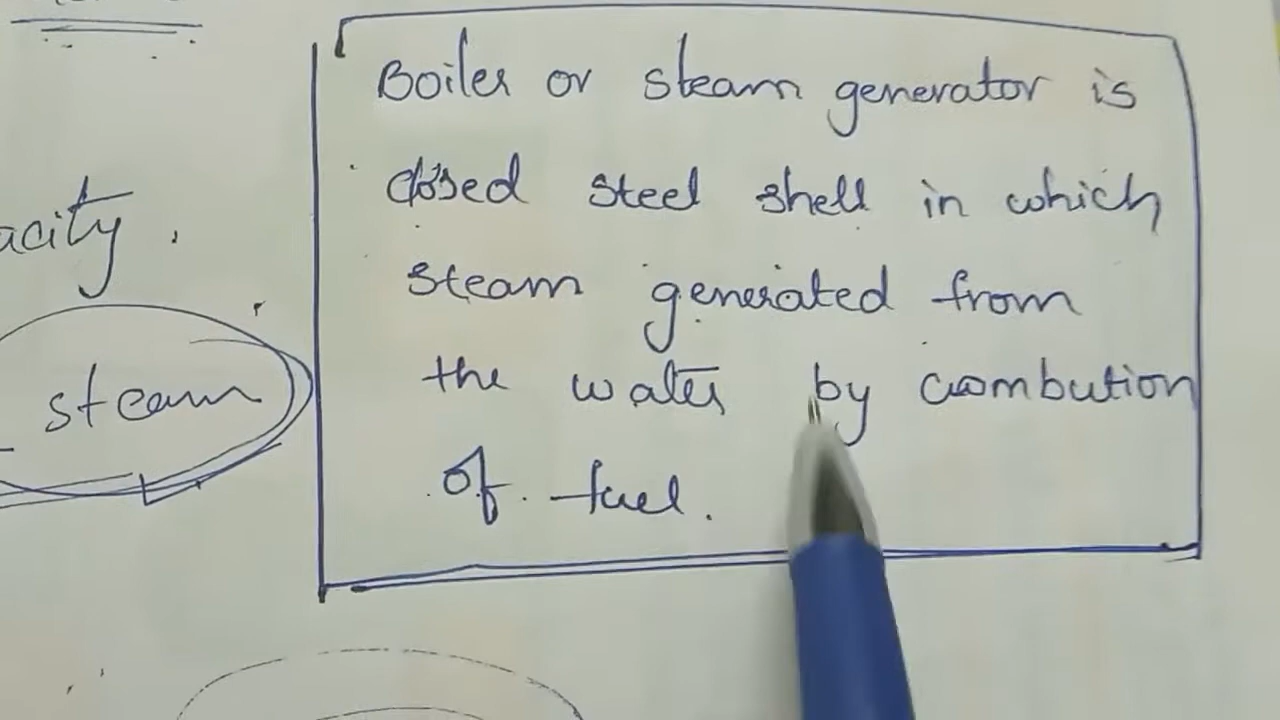 Boiler or steam generator is
closed steel shell in which
steam generated from
the water by combution
of fuel.
acity.
steam